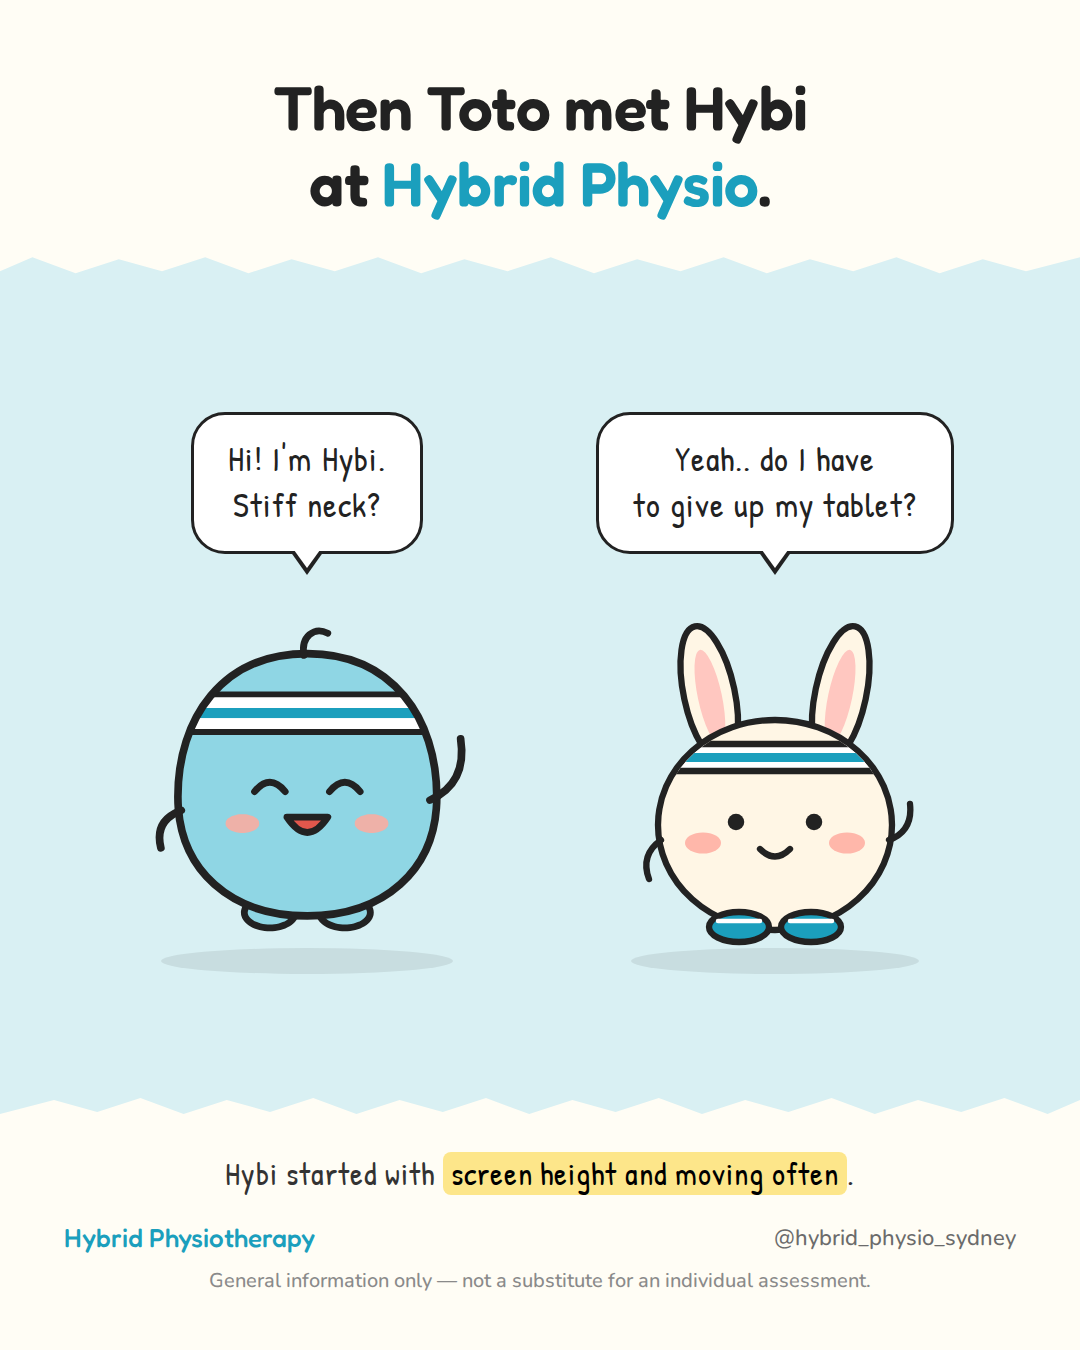 Then Toto met Hybi
at Hybrid Physio.
Hi! I'm Hybi.
Stiff neck?
Yeah.. do I have
to give up my tablet?
Hybi started with screen height and moving often.
Hybrid Physiotherapy
@hybrid_physio_sydney
General information only — not a substitute for an individual assessment.